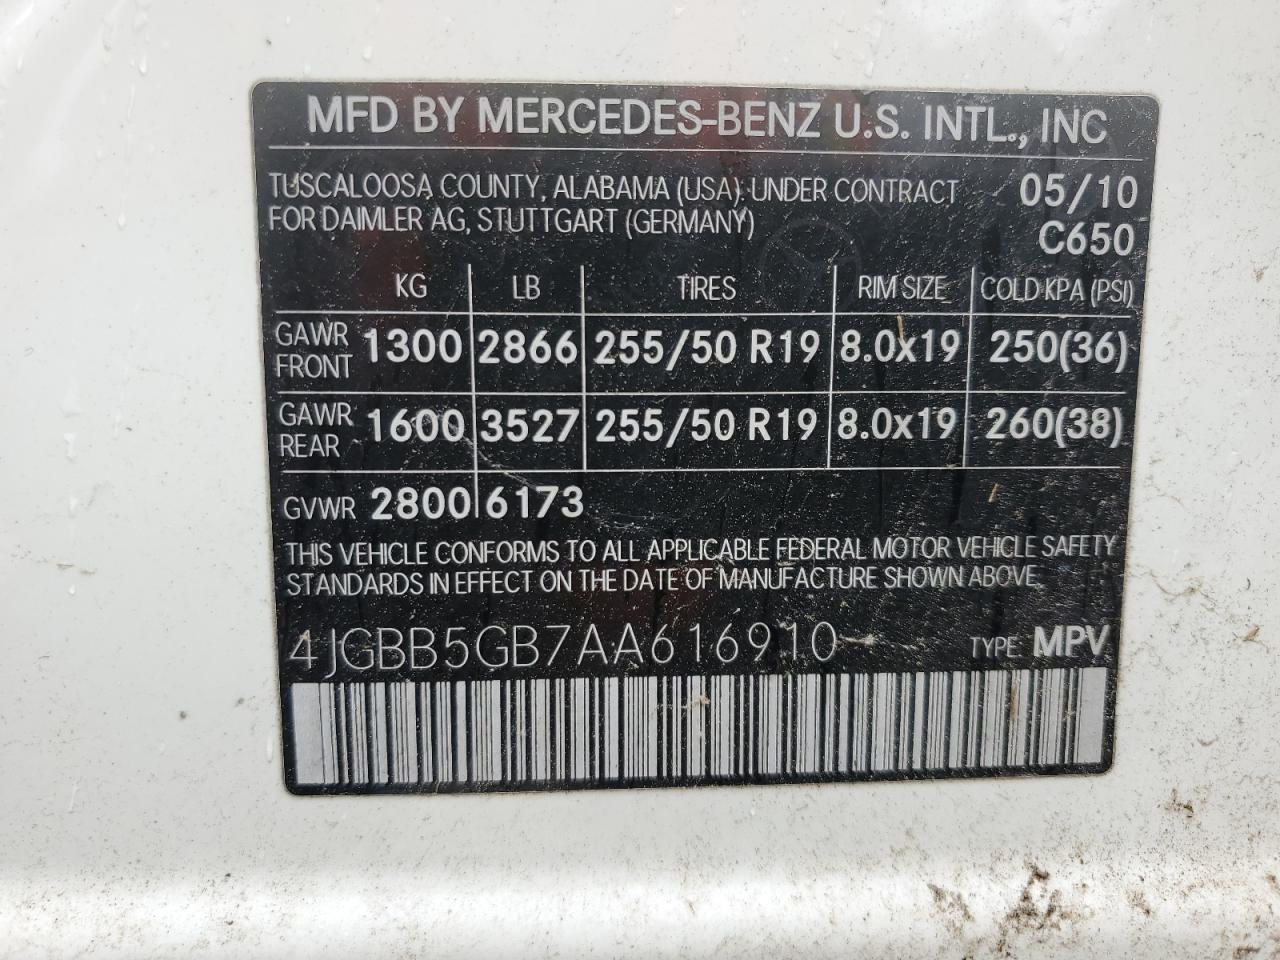 MFD BY MERCEDES-BENZ U.S. INTL., INC
TUSCALOOSA COUNTY, ALABAMA (USA) UNDER CONTRACT 05/10
FOR DAIMLER AG, STUTTGART (GERMANY) C650
KG LB TIRES RIM SIZE COLD KPA (PSI)
GAWR FRONT 1300 2866 255/50 R19 8.0x19 250(36)
GAWR REAR 1600 3527 255/50 R19 8.0x19 260(38)
GVWR 2800 6173
THIS VEHICLE CONFORMS TO ALL APPLICABLE FEDERAL MOTOR VEHICLE SAFETY
STANDARDS IN EFFECT ON THE DATE OF MANUFACTURE SHOWN ABOVE.
4JGBB5GB7AA616910 TYPE: MPV